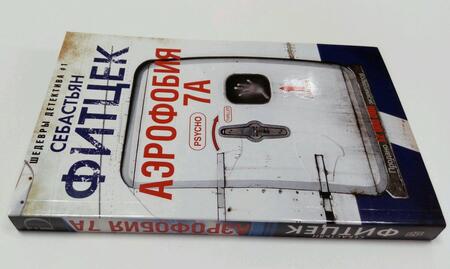 ШЕДЕВРЫ ДЕТЕКТИВА #1
СЕБАСТЬЯН
ФИТЦЕК
АЭРОФОБИЯ
7А
PSYCHO
АЭРОФОБИЯ 7А
ФИТЦЕК